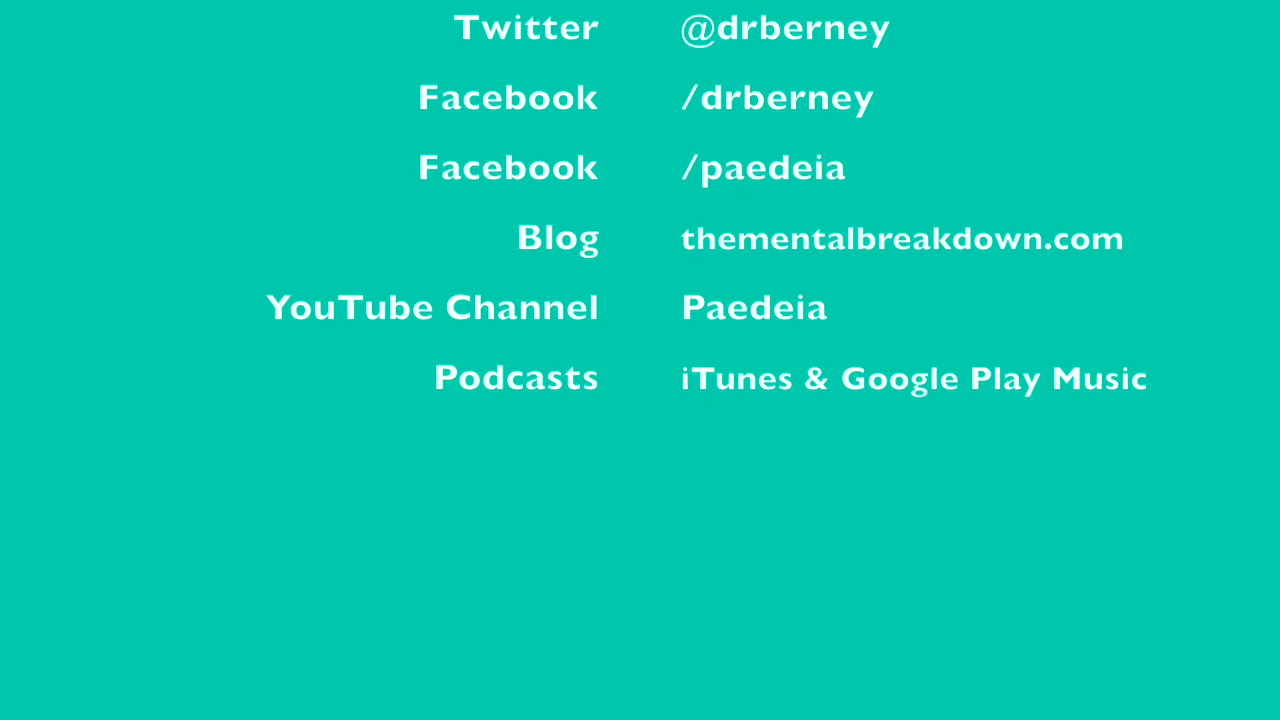 Twitter @drberney
Facebook /drberney
Facebook /paedeia
Blog thementalbreakdown.com
YouTube Channel Paedeia
Podcasts iTunes & Google Play Music